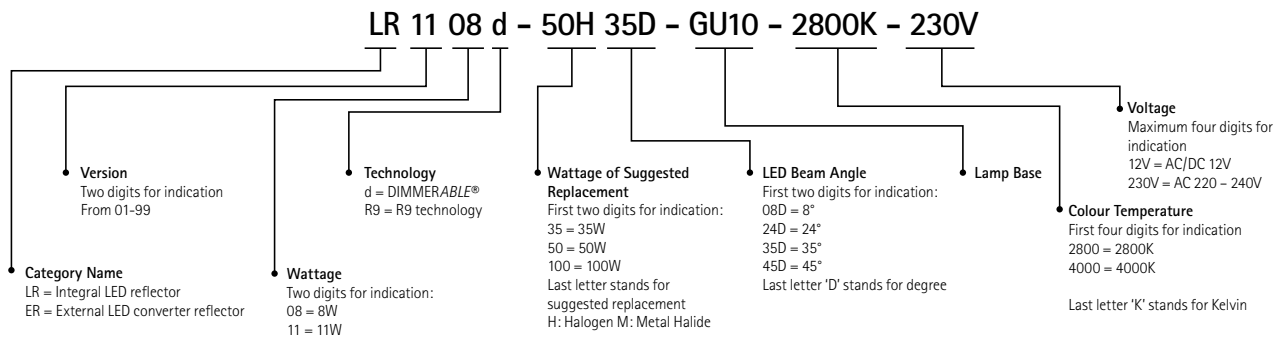 LR 11 08 d – 50H 35D – GU10 – 2800K – 230V
Voltage
Maximum four digits for
indication
12V = AC/DC 12V
230V = AC 220 – 240V
Version
Two digits for indication
From 01-99
Technology
d = DIMMERABLE®
R9 = R9 technology
Wattage of Suggested
Replacement
First two digits for indication:
35 = 35W
50 = 50W
100 = 100W
Last letter stands for
suggested replacement
H: Halogen M: Metal Halide
LED Beam Angle
First two digits for indication:
08D = 8°
24D = 24°
35D = 35°
45D = 45°
Last letter 'D' stands for degree
Lamp Base
Colour Temperature
First four digits for indication
2800 = 2800K
4000 = 4000K
Last letter 'K' stands for Kelvin
Category Name
LR = Integral LED reflector
ER = External LED converter reflector
Wattage
Two digits for indication:
08 = 8W
11 = 11W